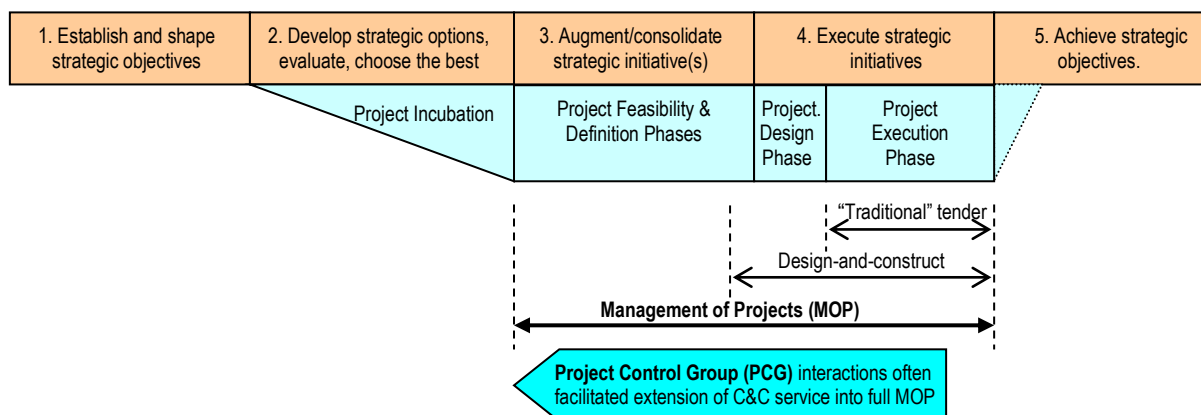 1. Establish and shape
strategic objectives
2. Develop strategic options,
evaluate, choose the best
3. Augment/consolidate
strategic initiative(s)
4. Execute strategic
initiatives
5. Achieve strategic
objectives.
Project Incubation
Project Feasibility &
Definition Phases
Project.
Design
Phase
Project
Execution
Phase
“Traditional” tender
Design-and-construct
Management of Projects (MOP)
Project Control Group (PCG) interactions often
facilitated extension of C&C service into full MOP